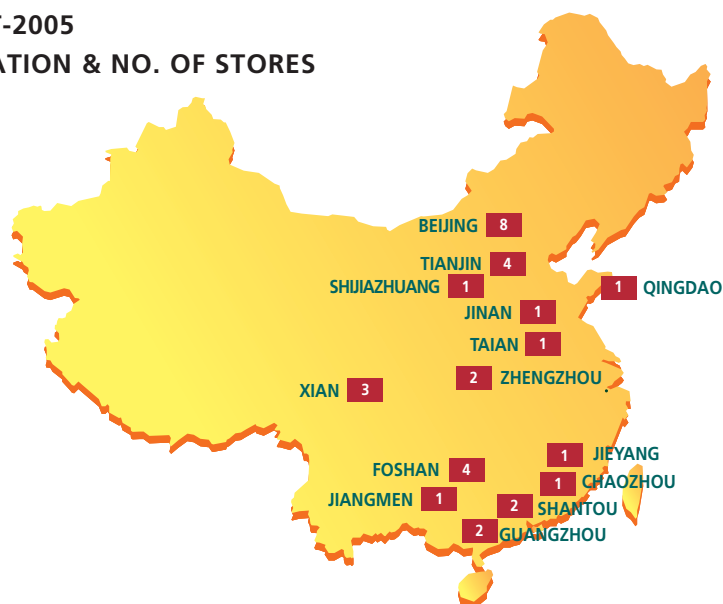 -2005
ATION & NO. OF STORES
BEIJING 8
TIANJIN 4
SHIJIAZHUANG 1
1 QINGDAO
JINAN 1
TAIAN 1
2 ZHENGZHOU
XIAN 3
1 JIEYANG
FOSHAN 4
1 CHAOZHOU
JIANGMEN 1
2 SHANTOU
2 GUANGZHOU